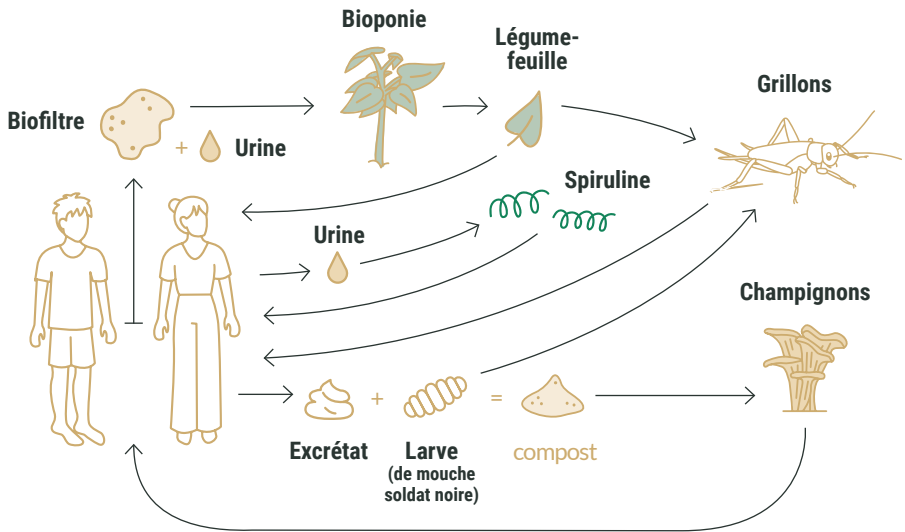 Bioponie
Légume-
feuille
Grillons
Biofiltre
+
Urine
Spiruline
Urine
Champignons
+
=
Excrétat
Larve
(de mouche
soldat noire)
compost